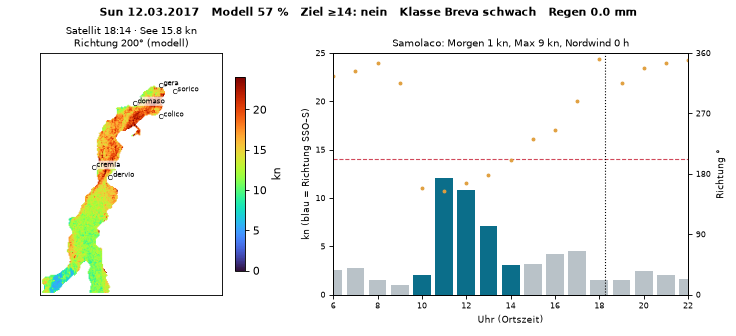 Sun 12.03.2017   Modell 57 %   Ziel ≥14: nein   Klasse Breva schwach   Regen 0.0 mm
Satellit 18:14 · See 15.8 kn
Richtung 200° (modell)
gera
sorico
domaso
colico
cremia
dervio
20
15
10
5
0
kn
Samolaco: Morgen 1 kn, Max 9 kn, Nordwind 0 h
25
20
15
10
5
0
kn (blau = Richtung SSO–S)
6 8 10 12 14 16 18 20 22
Uhr (Ortszeit)
360
270
180
90
0
Richtung °